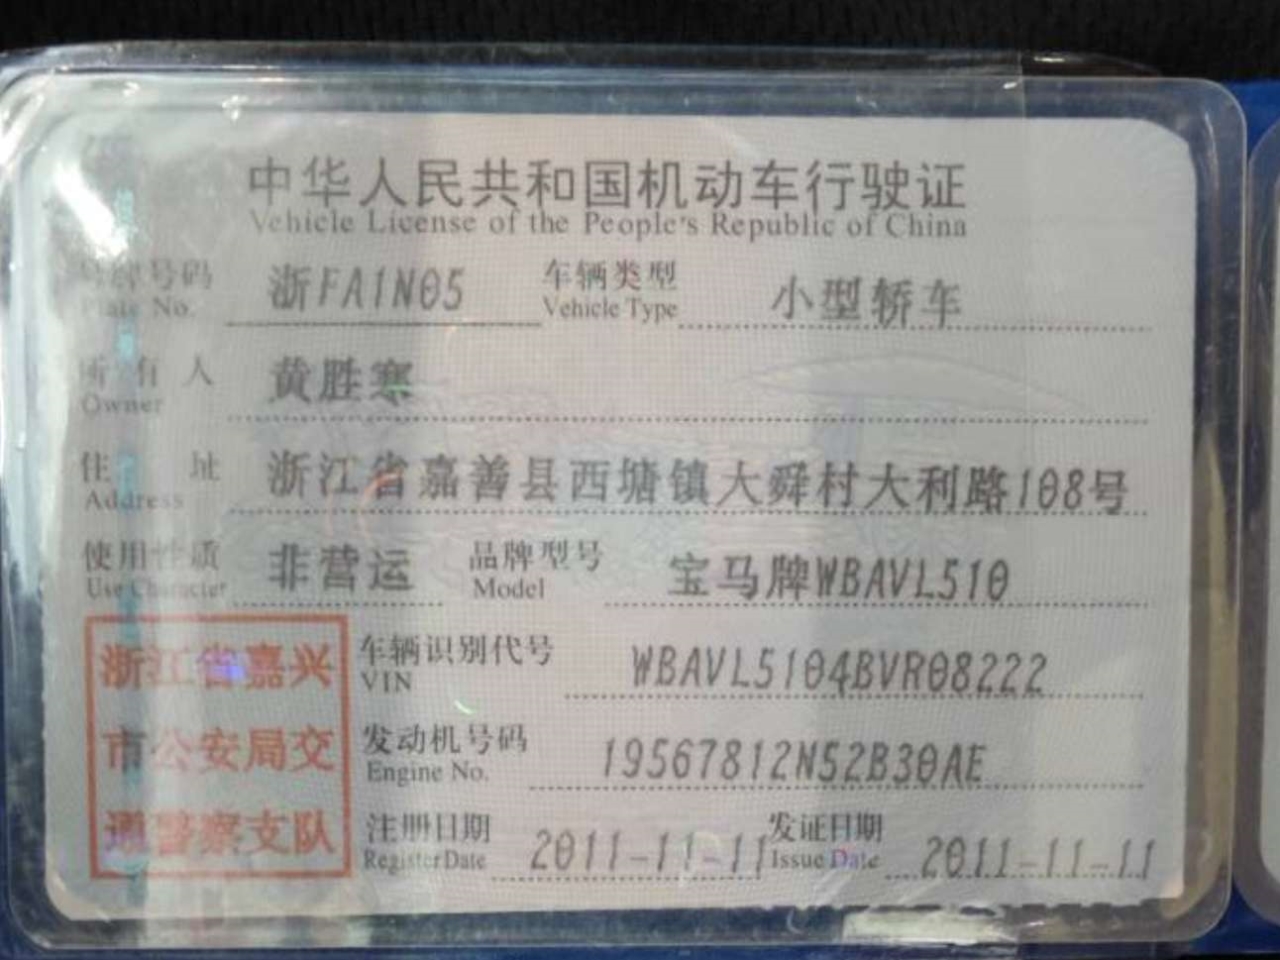 中华人民共和国机动车行驶证
Vehicle License of the People's Republic of China
号牌号码 浙FA1N05 车辆类型 小型轿车
Plate No. Vehicle Type
所有人 黄胜寒
Owner
住址 浙江省嘉善县西塘镇大舜村大利路108号
Address
使用性质 非营运 品牌型号 宝马牌WBAVL510
Use Character Model
浙江省嘉兴
市公安局交
通警察支队
车辆识别代号 WBAVL5104BVR08222
VIN
发动机号码 19567812N52B30AE
Engine No.
注册日期 2011-11-11 发证日期 2011-11-11
Register Date Issue Date